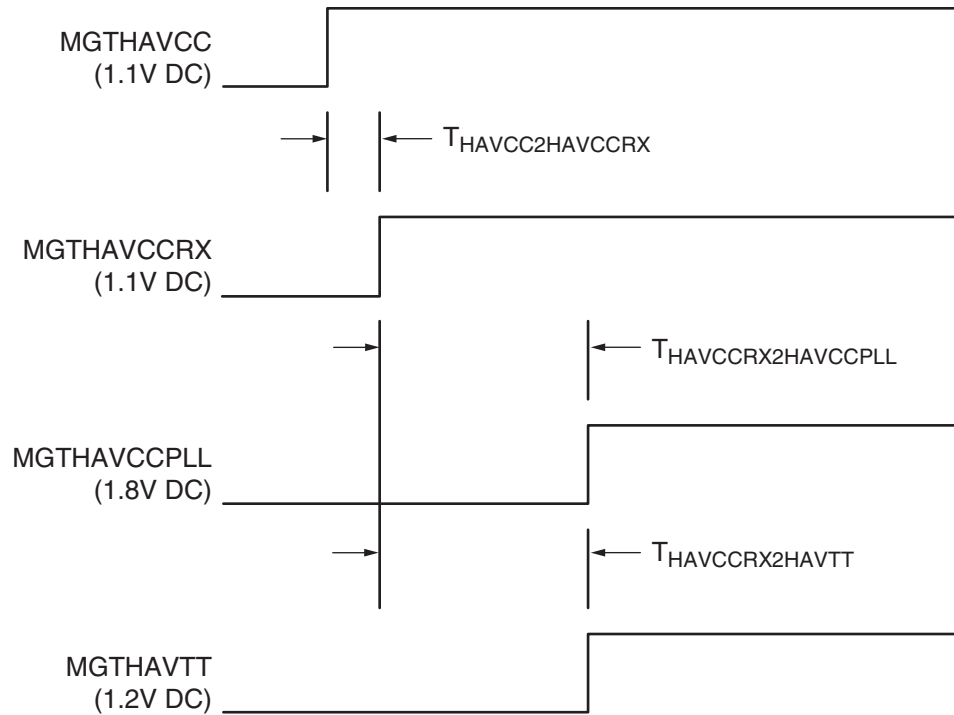 MGTHAVCC
(1.1V DC)
THAVCC2HAVCCRX
MGTHAVCCRX
(1.1V DC)
THAVCCRX2HAVCCPLL
MGTHAVCCPLL
(1.8V DC)
THAVCCRX2HAVTT
MGTHAVTT
(1.2V DC)